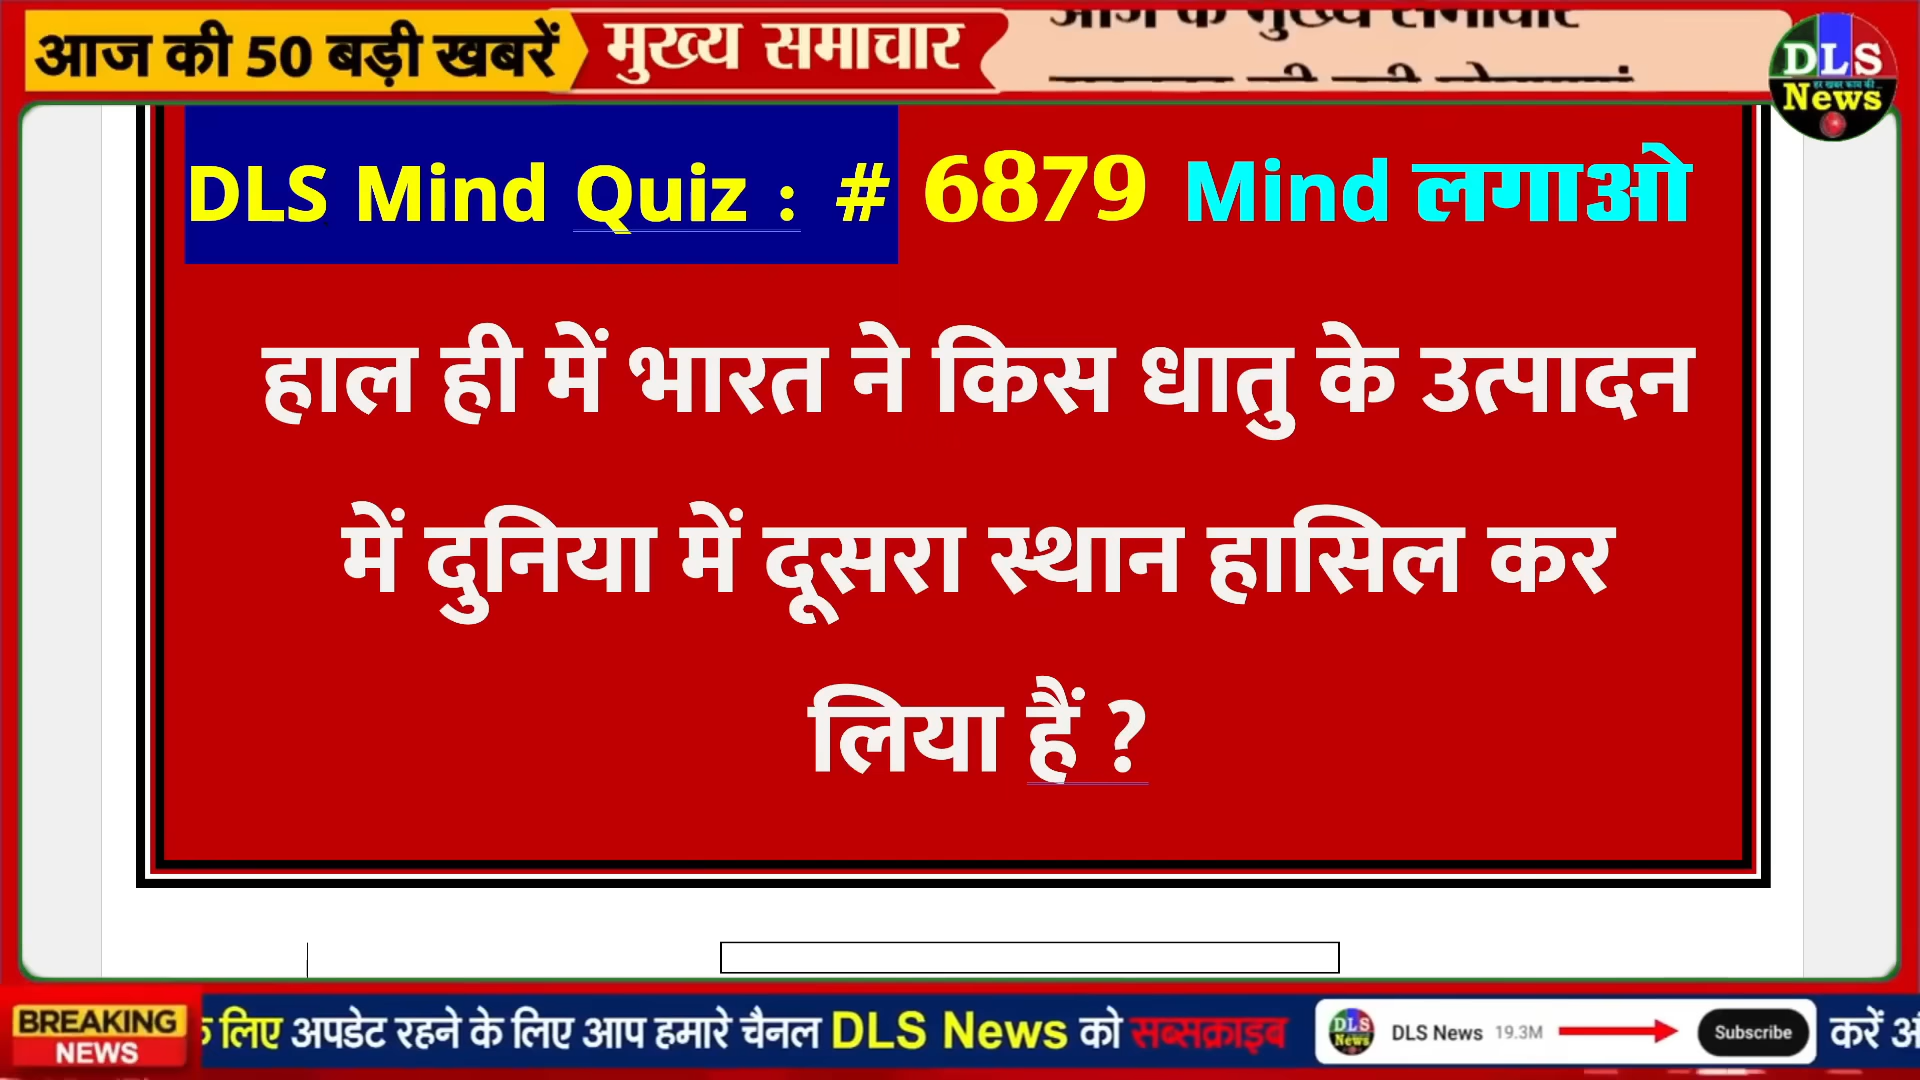 आज की 50 बड़ी खबरें मुख्य समाचार
DLS
News
DLS Mind Quiz : # 6879 Mind लगाओ
हाल ही में भारत ने किस धातु के उत्पादन
में दुनिया में दूसरा स्थान हासिल कर
लिया हैं ?
BREAKING
NEWS
लिए अपडेट रहने के लिए आप हमारे चैनल DLS News को सब्सक्राइब
DLS News 19.3M Subscribe
करें